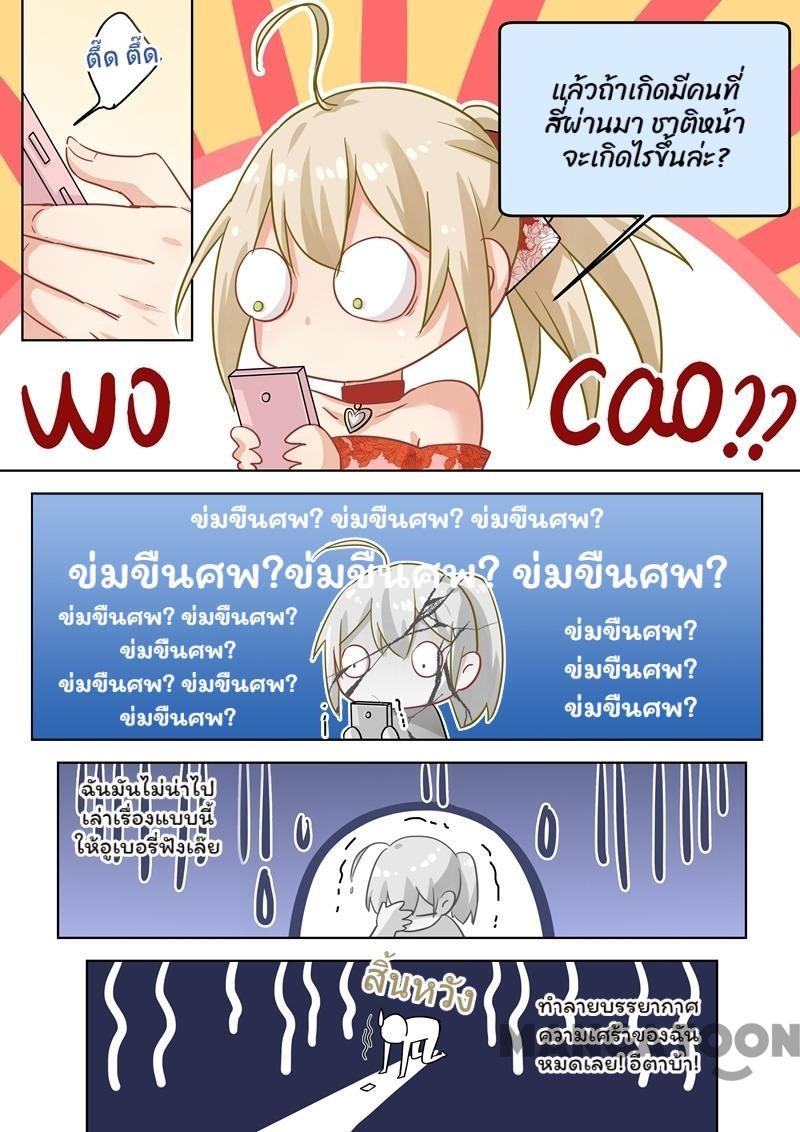 ตี๊ด ตี๊ด
แล้วถ้าเกิดมีคนที่
สี่ผ่านมา ชาติหน้า
จะเกิดไรขึ้นล่ะ?
WO CAO??
ข่มขืนศพ? ข่มขืนศพ? ข่มขืนศพ?
ข่มขืนศพ?ข่มขืนศพ? ข่มขืนศพ?
ข่มขืนศพ? ข่มขืนศพ?
ข่มขืนศพ?
ข่มขืนศพ? ข่มขืนศพ?
ข่มขืนศพ?
ข่มขืนศพ?
ข่มขืนศพ?
ข่มขืนศพ?
ฉันมันไม่น่าไป
เล่าเรื่องแบบนี้
ให้อูเบอรี่ฟังเล๊ย
สิ้นหวัง
ทำลายบรรยากาศ
ความเศร้าของฉัน
หมดเลย! อีตาบ้า!
MANGMOON